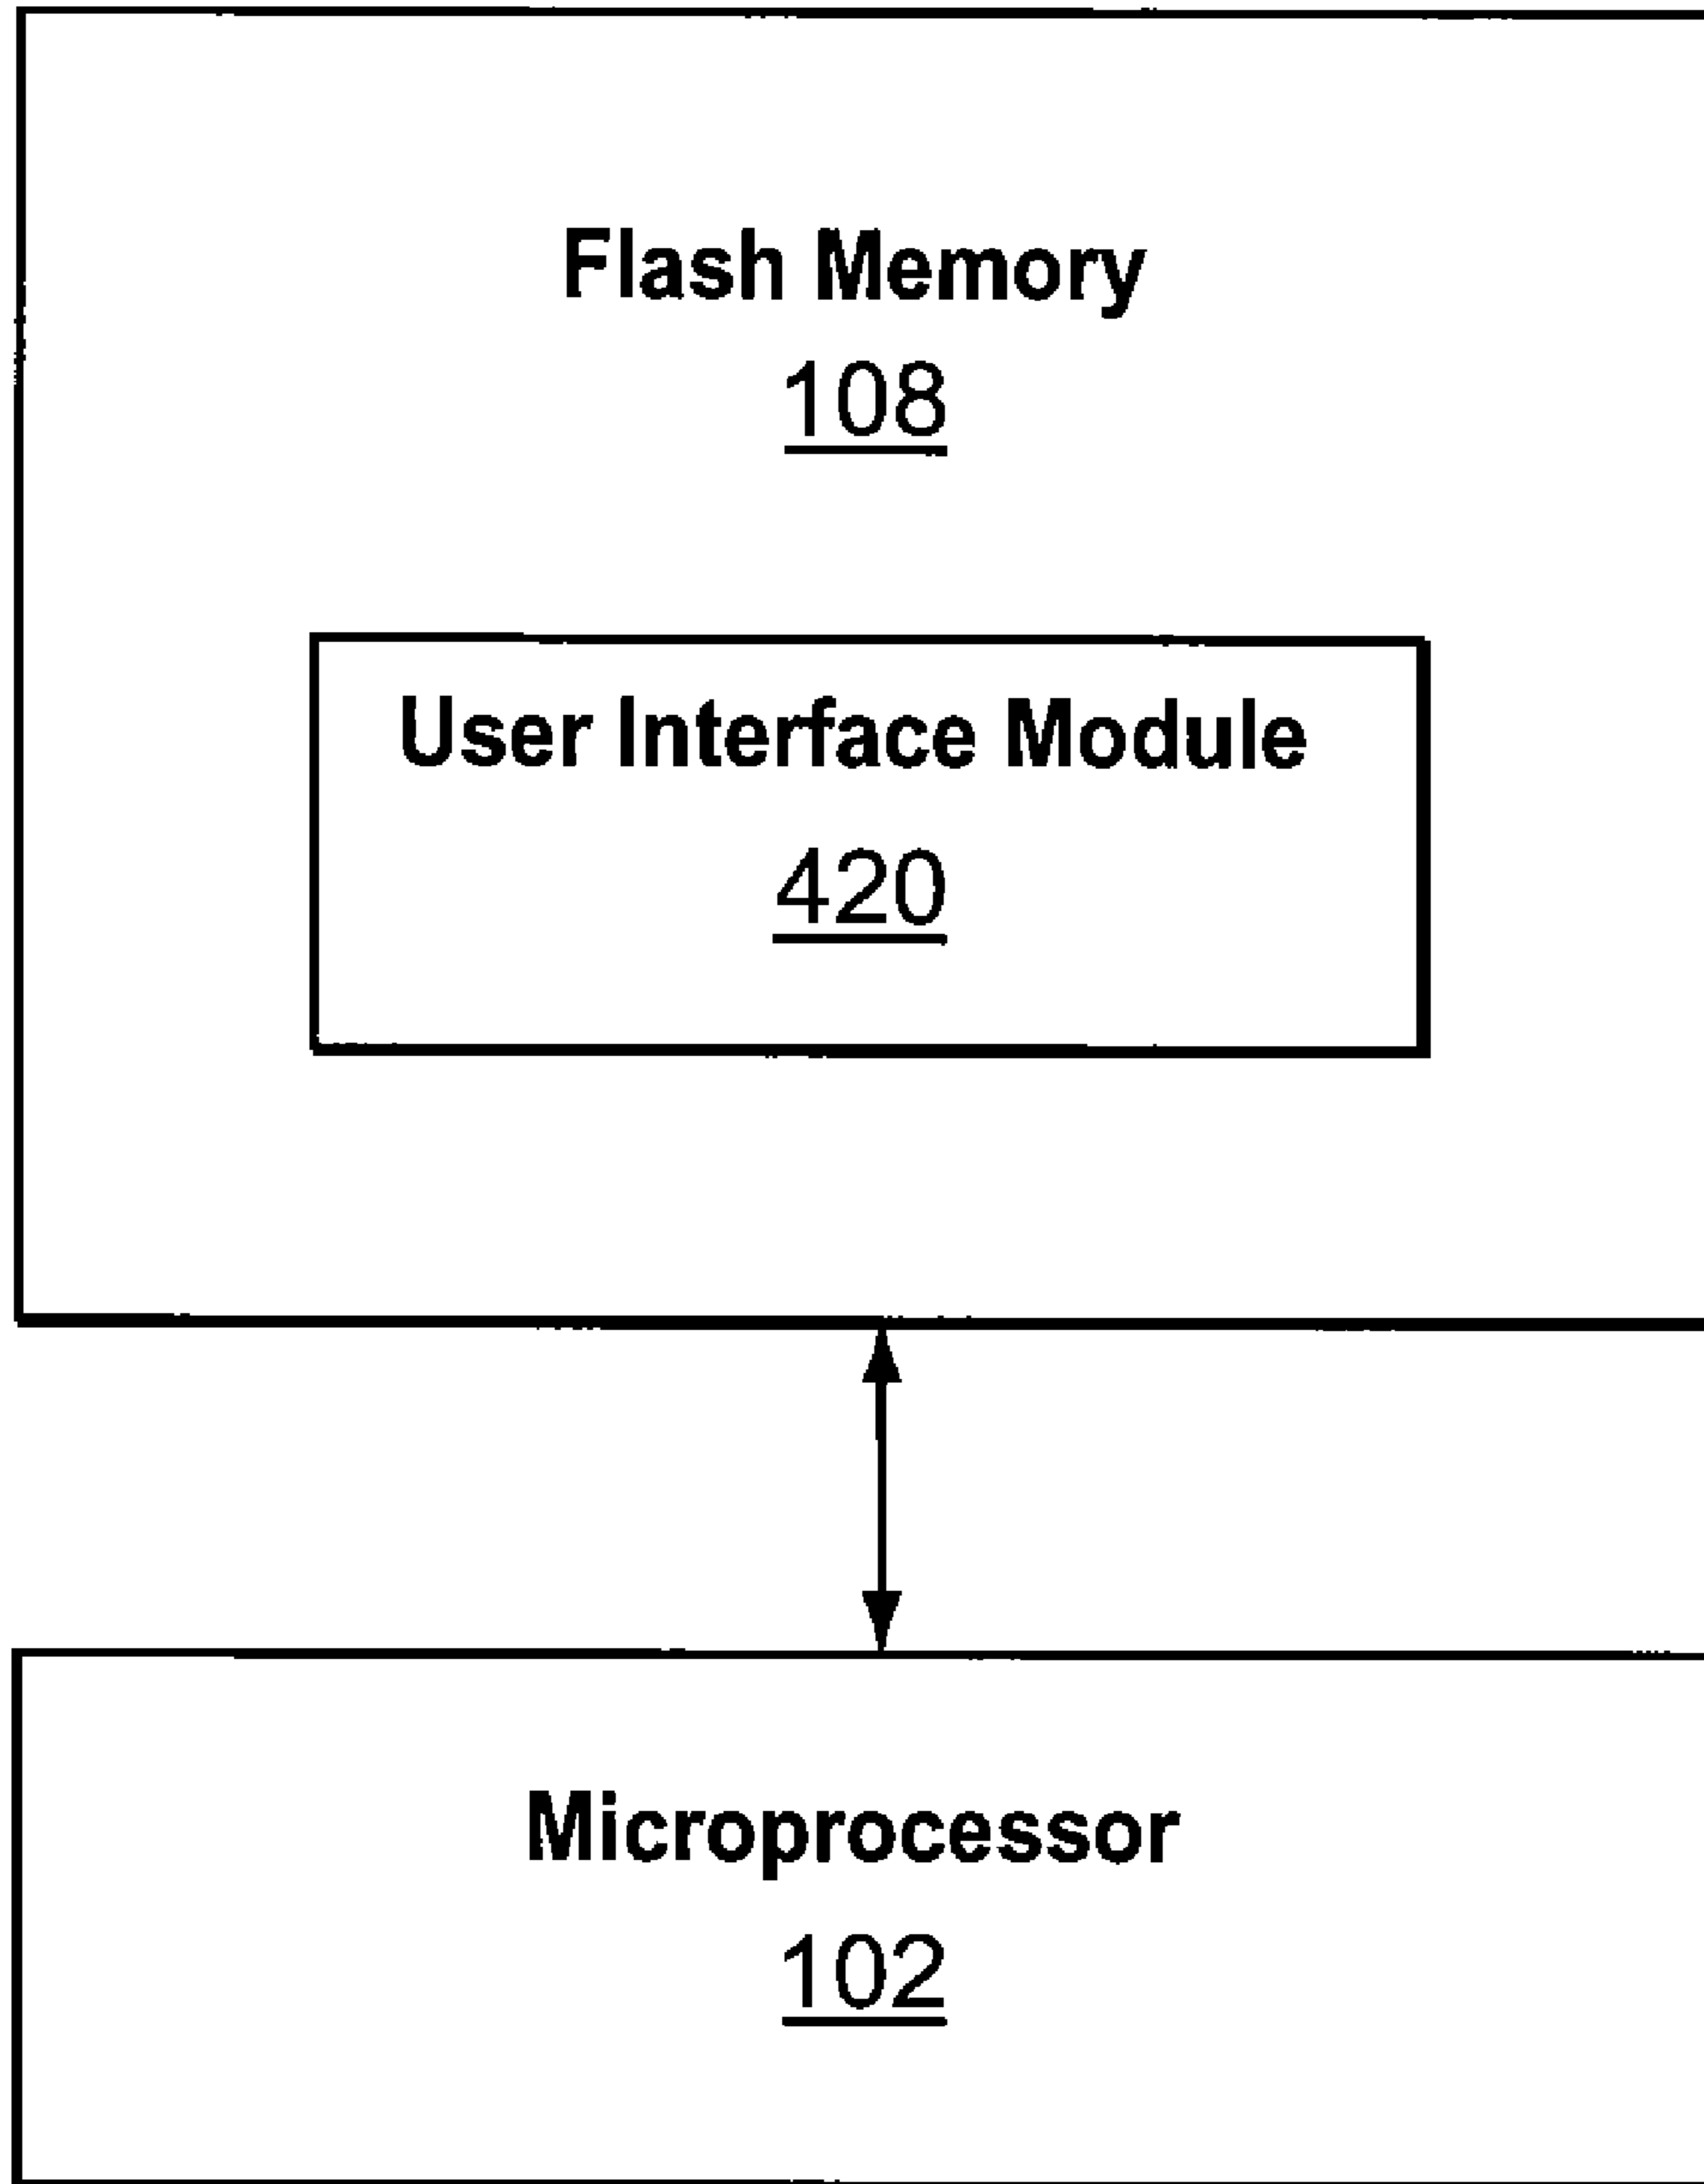 Flash Memory
108
User Interface Module
420
Microprocessor
102